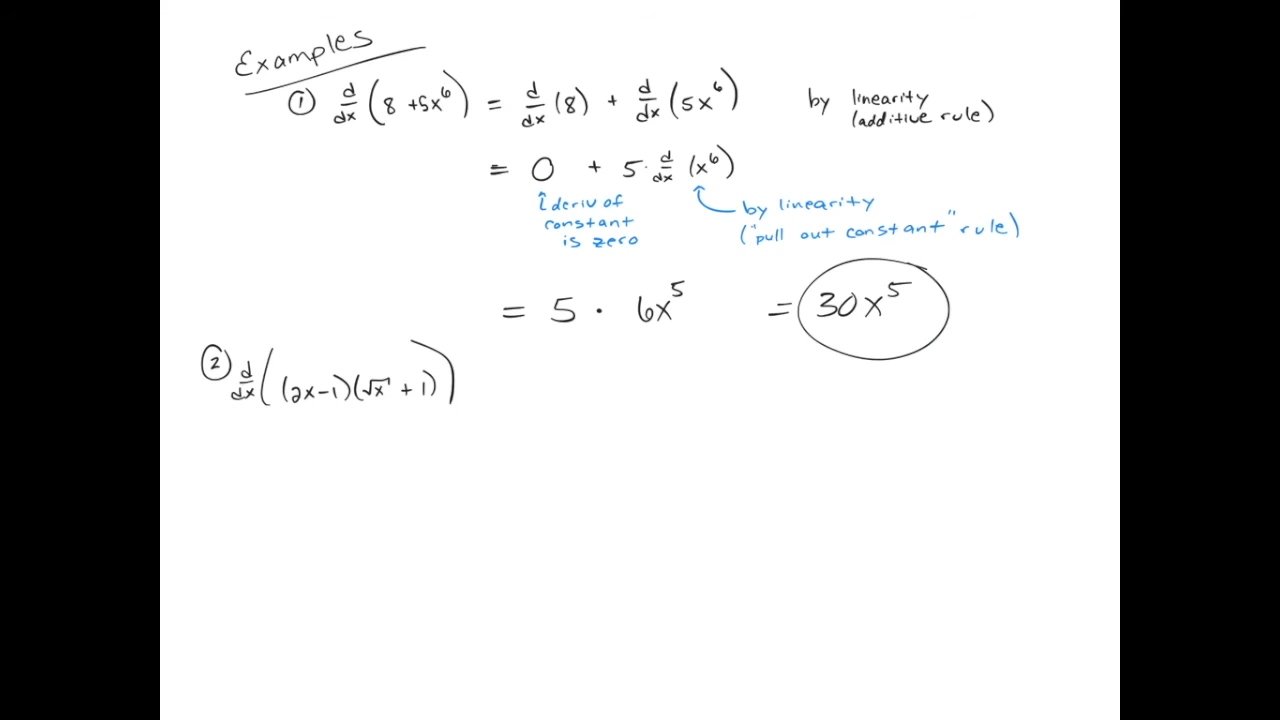 Examples
① d/dx (8 + 5x⁶) = d/dx (8) + d/dx (5x⁶) by linearity (additive rule)
= 0 + 5 · d/dx (x⁶)
↑ deriv of constant is zero
by linearity
("pull out constant" rule)
= 5 · 6x⁵ = 30x⁵
② d/dx ((2x-1)(√x + 1))